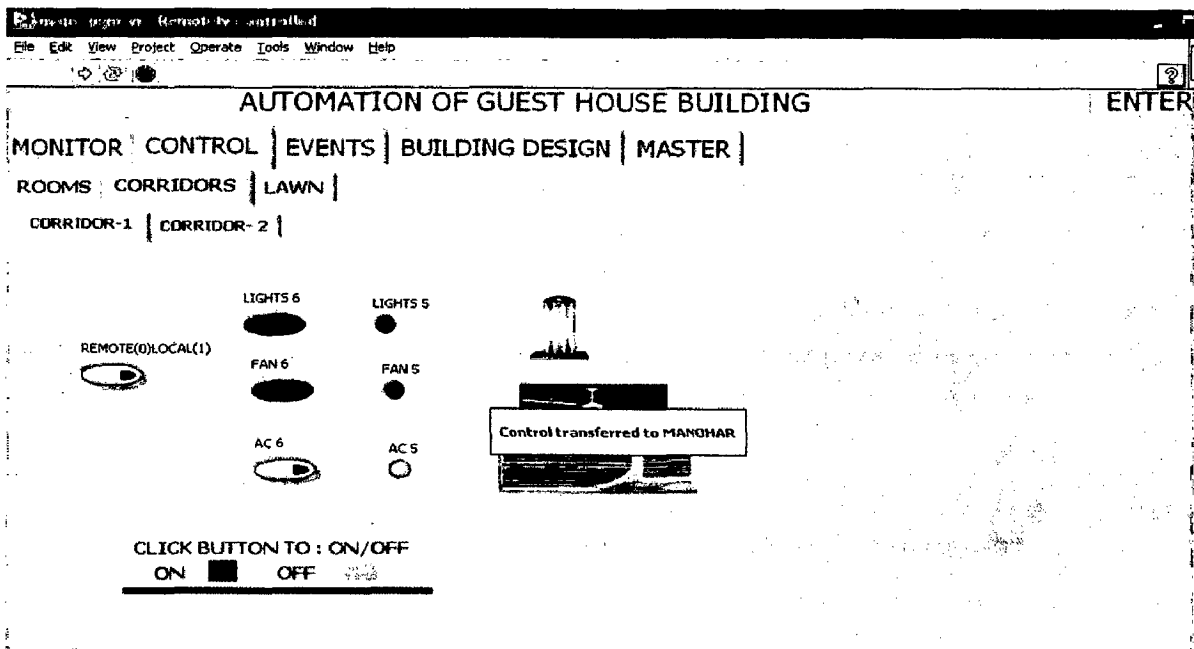 Remotely controlled
File Edit View Project Operate Tools Window Help
?
AUTOMATION OF GUEST HOUSE BUILDING ENTER
MONITOR CONTROL EVENTS BUILDING DESIGN MASTER
ROOMS CORRIDORS LAWN
CORRIDOR-1 CORRIDOR-2
LIGHTS 6 LIGHTS 5
REMOTE(0)LOCAL(1)
FAN 6 FAN 5
Control transferred to MANOHAR
AC 6 AC 5
CLICK BUTTON TO : ON/OFF
ON OFF